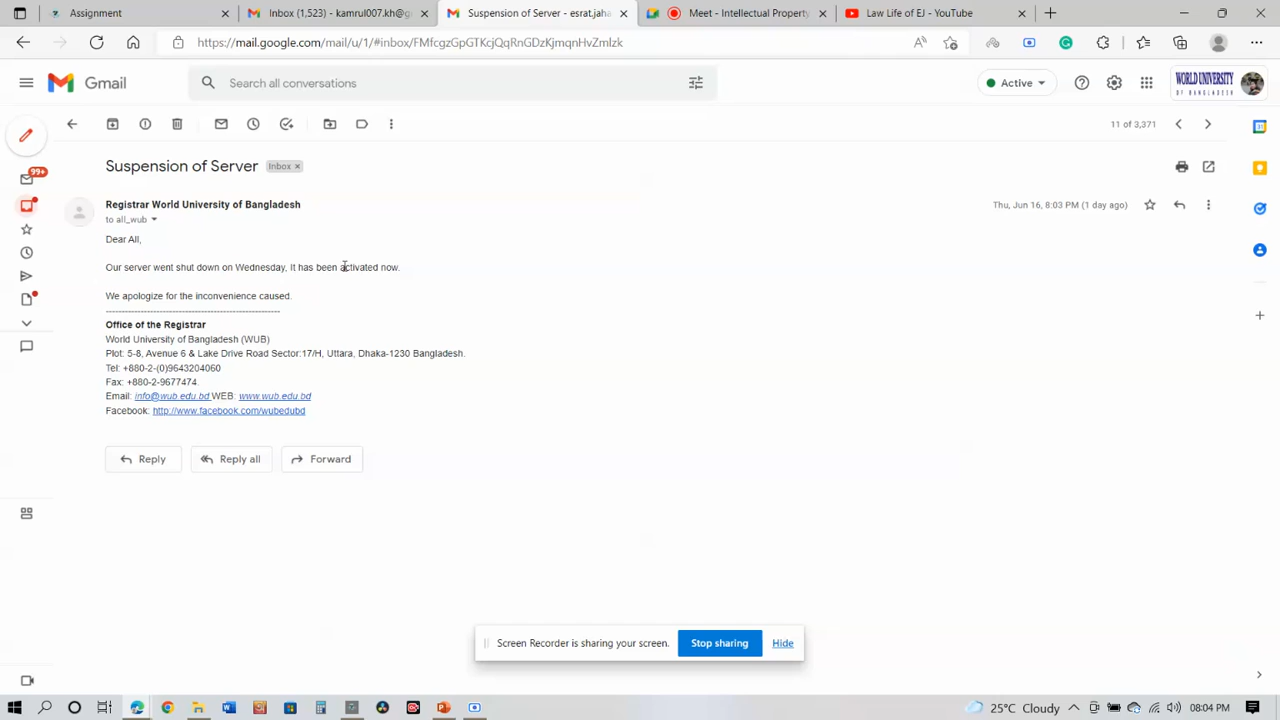 Assignment
Inbox (1,523) - kamrul007.kh@g
Suspension of Server - esrat.jaha
Meet - Intellectual Property
Law Life of EJ - YouTube
https://mail.google.com/mail/u/1/#inbox/FMfcgzGpGTKcjQqRnGDzKjmqnHvZmlzk
Gmail
Search all conversations
Active
WORLD UNIVERSITY
OF BANGLADESH
11 of 3,371
Suspension of Server Inbox ×
99+
Registrar World University of Bangladesh
Thu, Jun 16, 8:03 PM (1 day ago)
to all_wub
Dear All,
Our server went shut down on Wednesday, It has been activated now.
We apologize for the inconvenience caused.
--------------------------------------------------------
Office of the Registrar
World University of Bangladesh (WUB)
Plot: 5-8, Avenue 6 & Lake Drive Road Sector:17/H, Uttara, Dhaka-1230 Bangladesh.
Tel: +880-2-(0)9643204060
Fax: +880-2-9677474.
Email: info@wub.edu.bd WEB: www.wub.edu.bd
Facebook: http://www.facebook.com/wubedubd
Reply
Reply all
Forward
Screen Recorder is sharing your screen.
Stop sharing
Hide
25°C Cloudy
08:04 PM